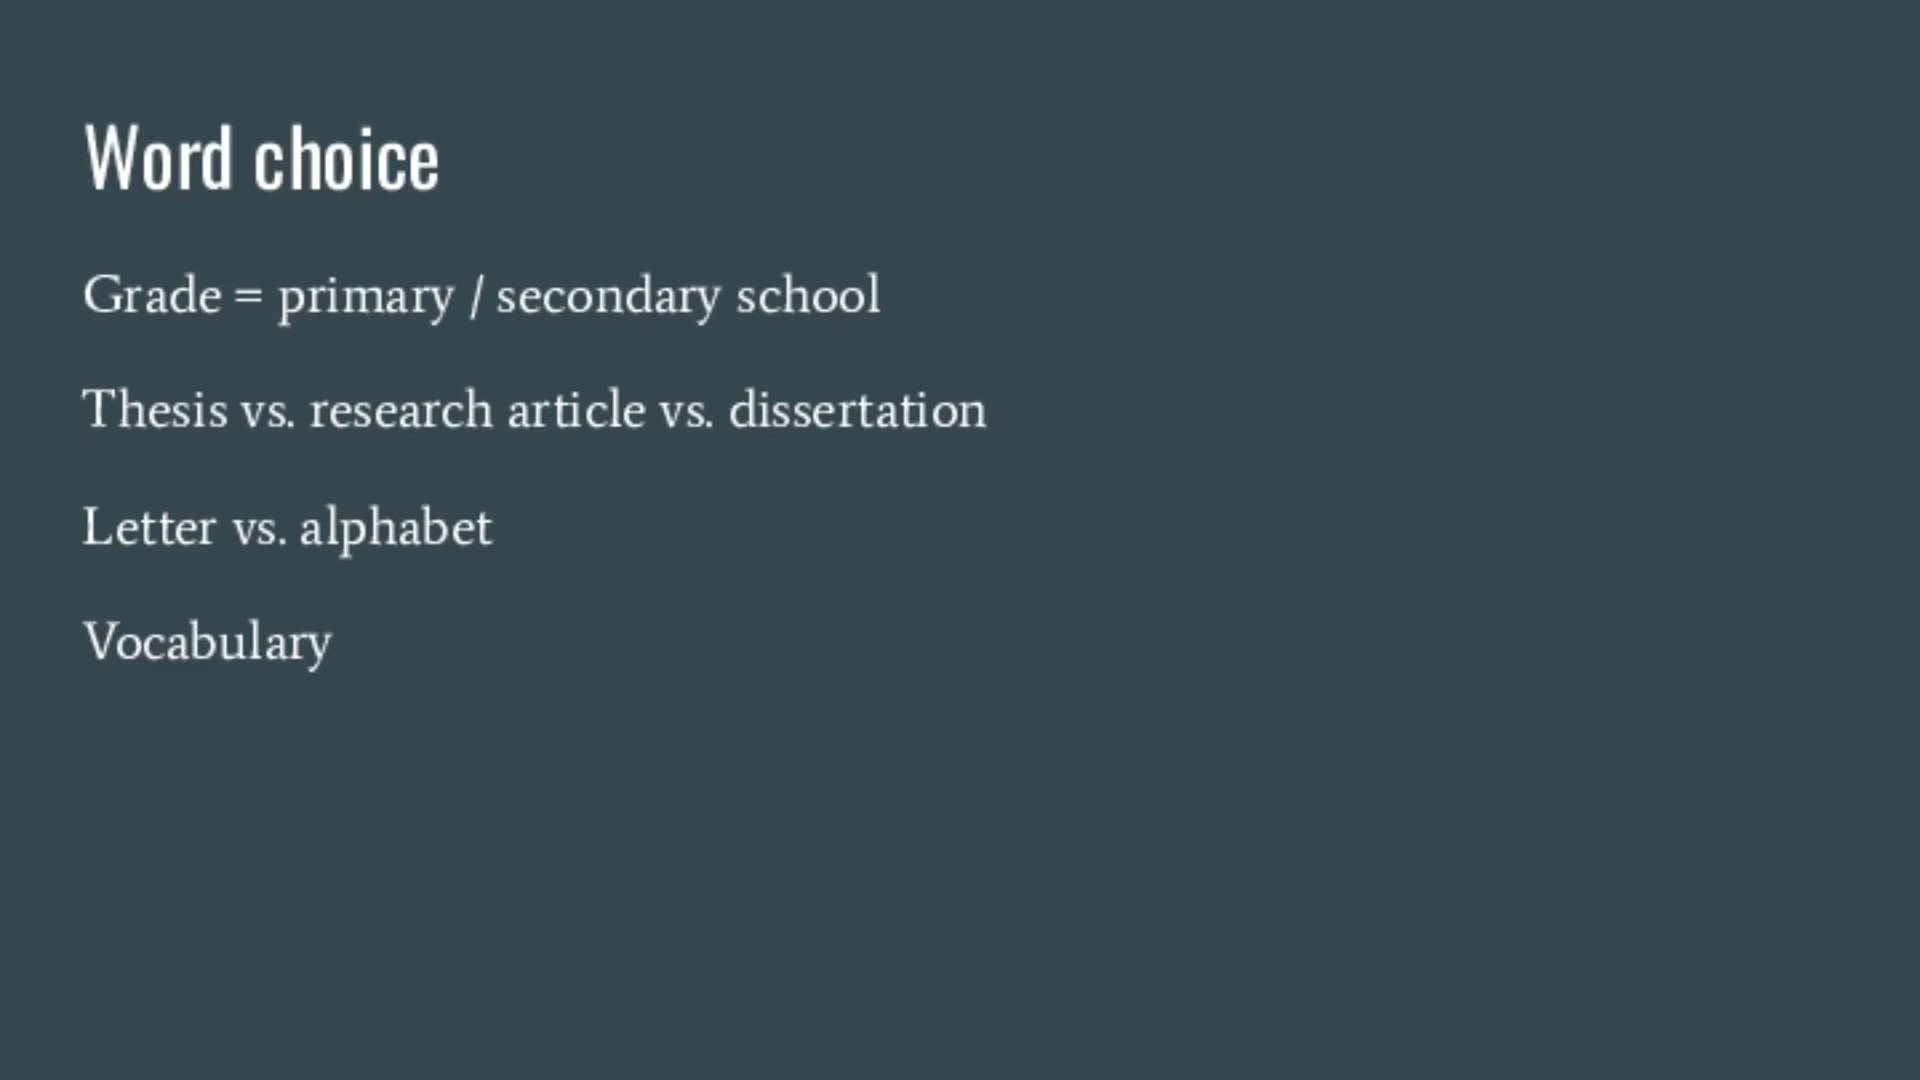 Word choice
Grade = primary / secondary school
Thesis vs. research article vs. dissertation
Letter vs. alphabet
Vocabulary